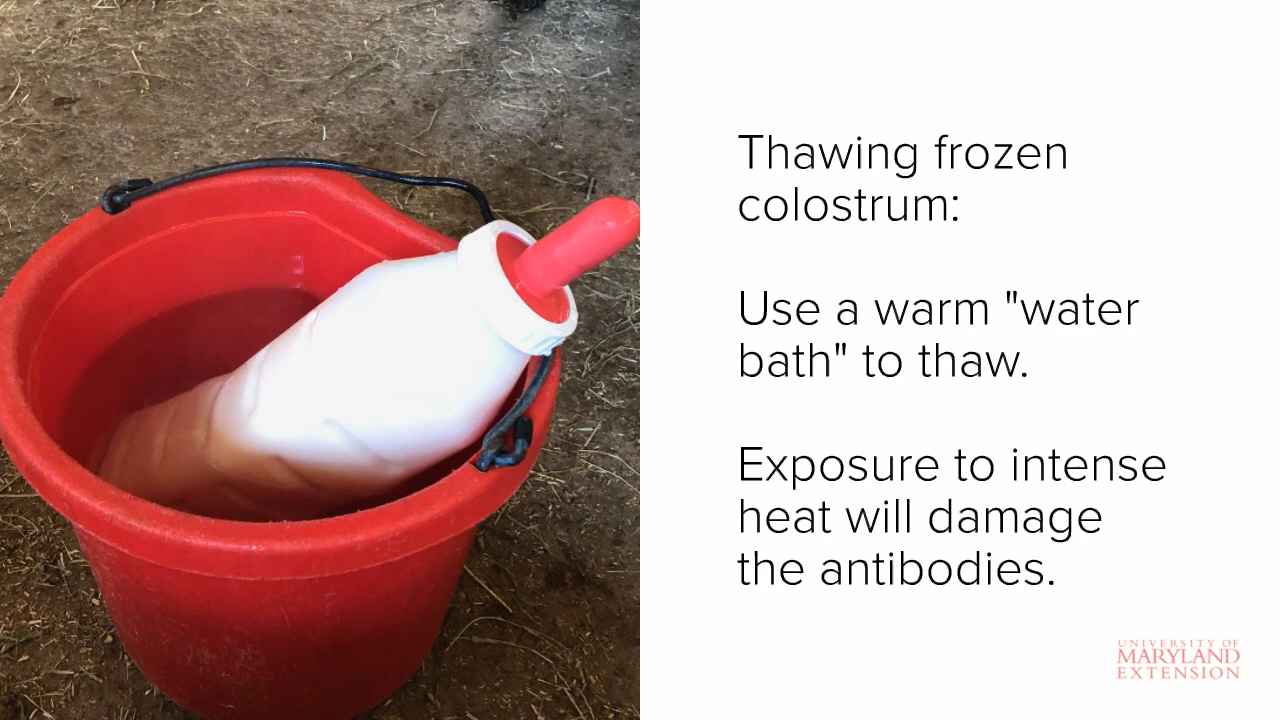 Thawing frozen
colostrum:
Use a warm "water
bath" to thaw.
Exposure to intense
heat will damage
the antibodies.
UNIVERSITY OF
MARYLAND
EXTENSION